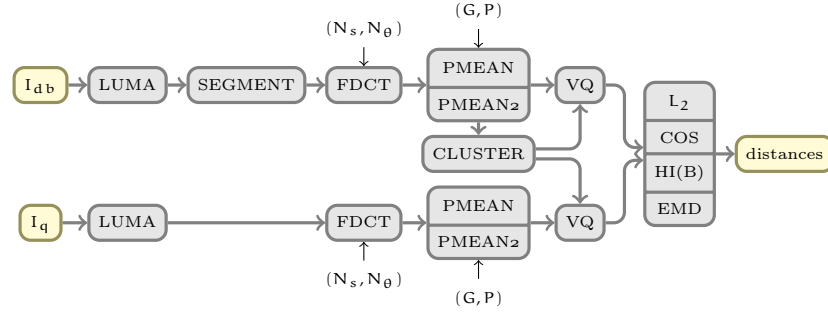 (G, P)
(N_s, N_θ)
I_db
LUMA
SEGMENT
FDCT
PMEAN
PMEAN2
VQ
CLUSTER
L_2
COS
HI(B)
EMD
distances
I_q
LUMA
FDCT
PMEAN
PMEAN2
VQ
(N_s, N_θ)
(G, P)